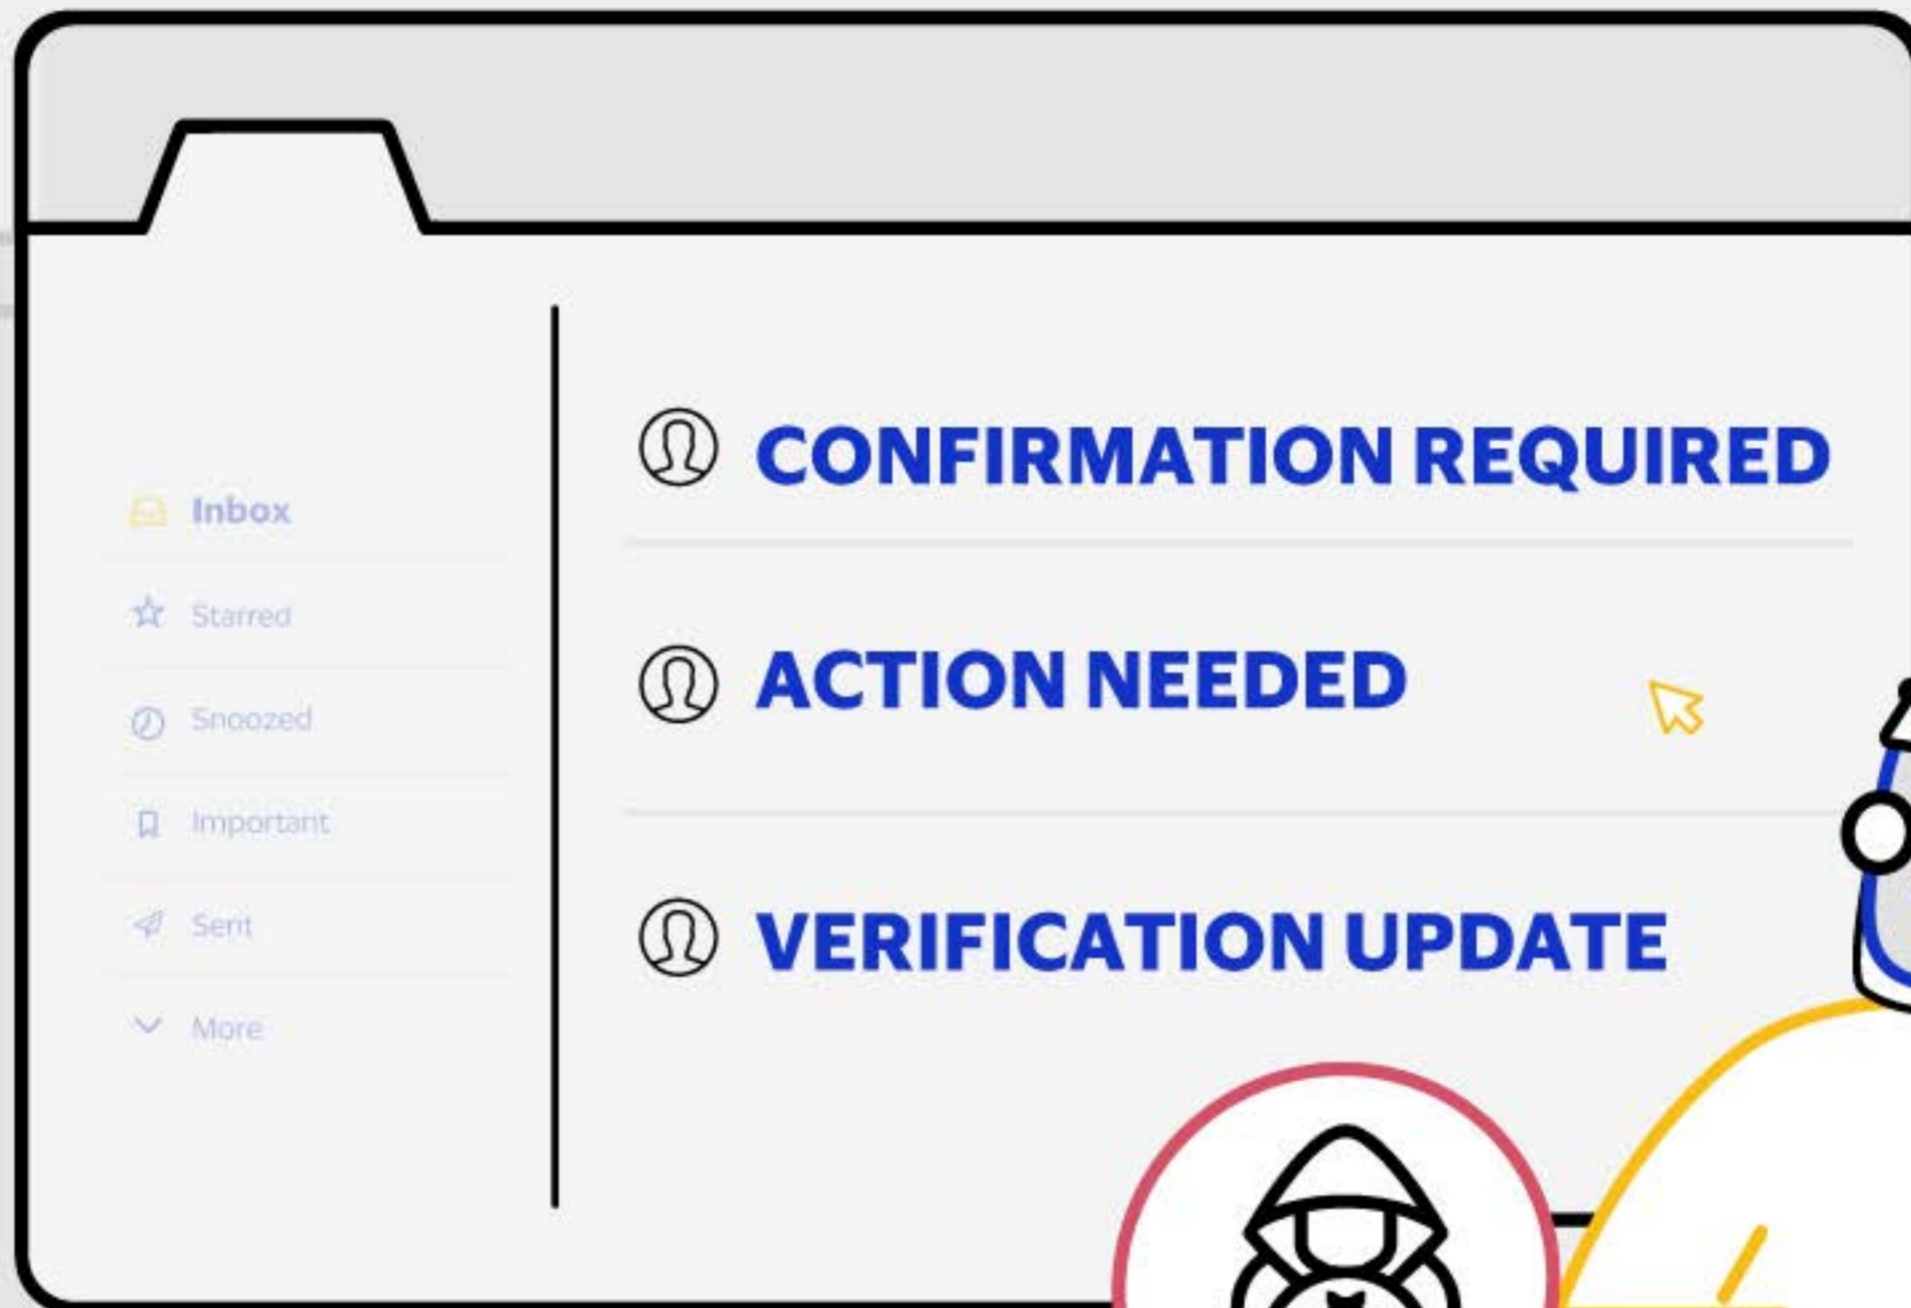 Inbox
Starred
Snoozed
Important
Sent
More
CONFIRMATION REQUIRED
ACTION NEEDED
VERIFICATION UPDATE